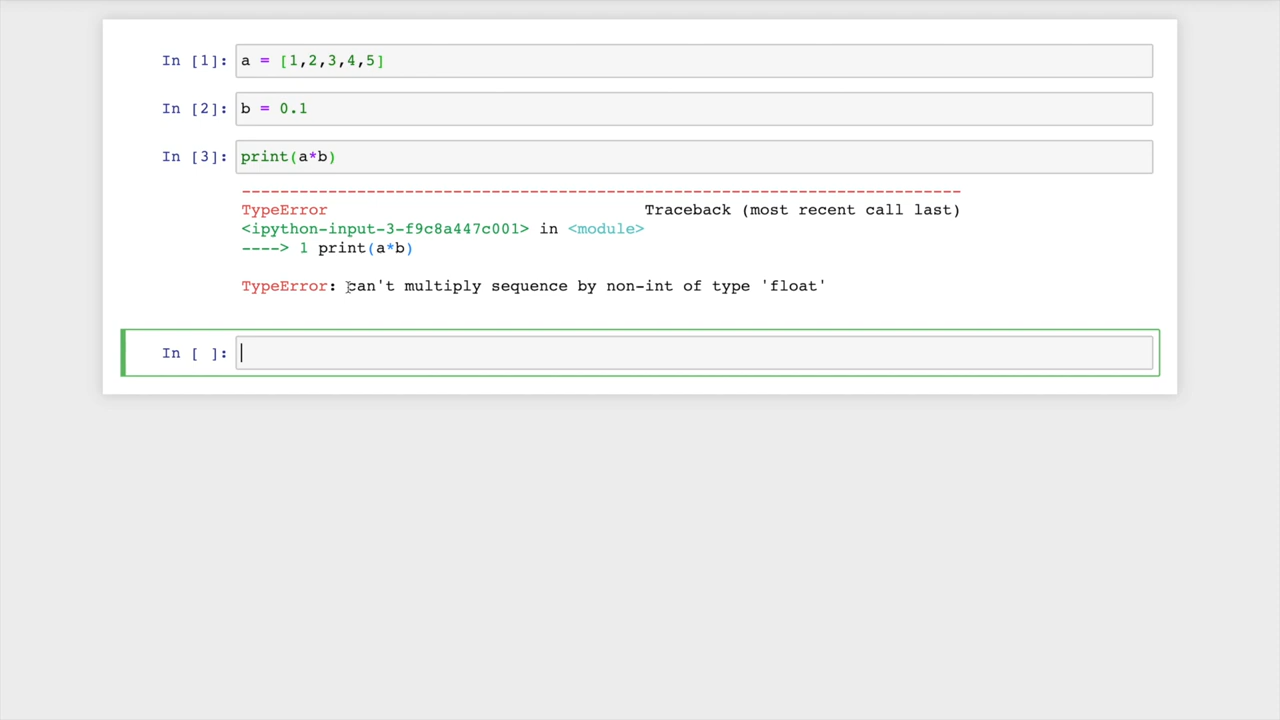 In [1]: a = [1,2,3,4,5]
In [2]: b = 0.1
In [3]: print(a*b)
---------------------------------------------------------------------------
TypeError                                 Traceback (most recent call last)
<ipython-input-3-f9c8a447c001> in <module>
----> 1 print(a*b)
TypeError: can't multiply sequence by non-int of type 'float'
In [ ]: